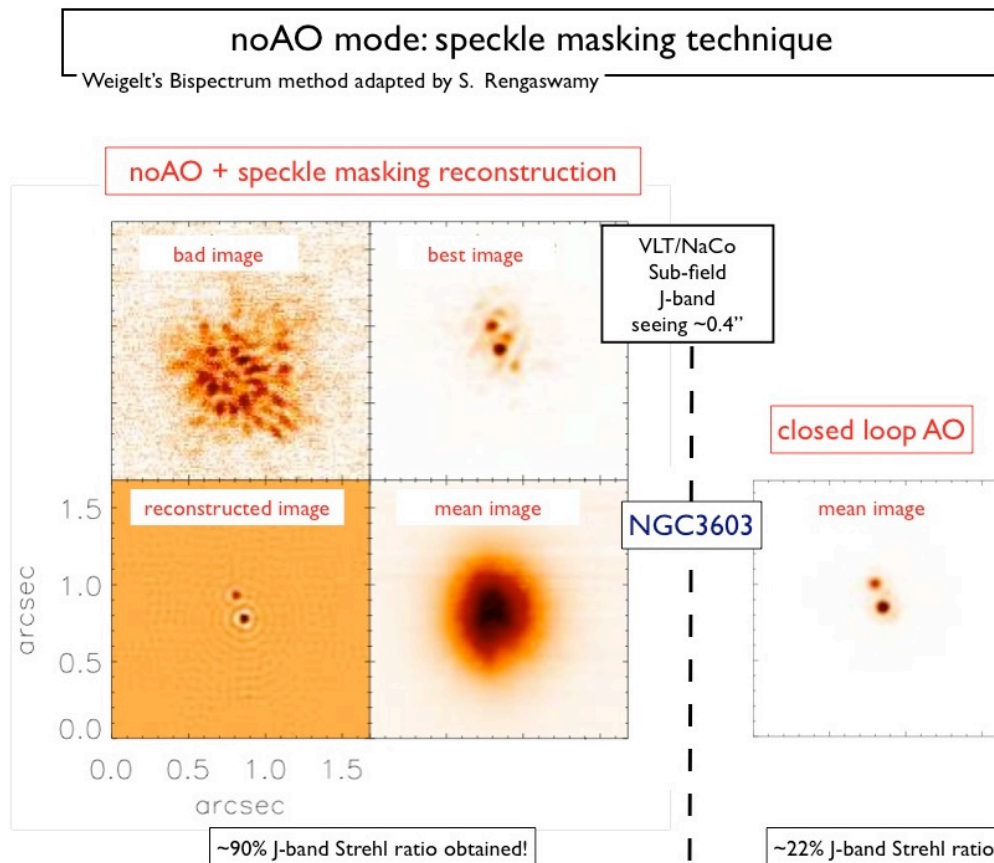 noAO mode: speckle masking technique
Weigelt's Bispectrum method adapted by S. Rengaswamy
noAO + speckle masking reconstruction
bad image
best image
VLT/NaCo
Sub-field
J-band
seeing ~0.4”
closed loop AO
reconstructed image
mean image
NGC3603
mean image
1.5
1.0
0.5
0.0
arcsec
0.0 0.5 1.0 1.5
arcsec
~90% J-band Strehl ratio obtained!
~22% J-band Strehl ratio